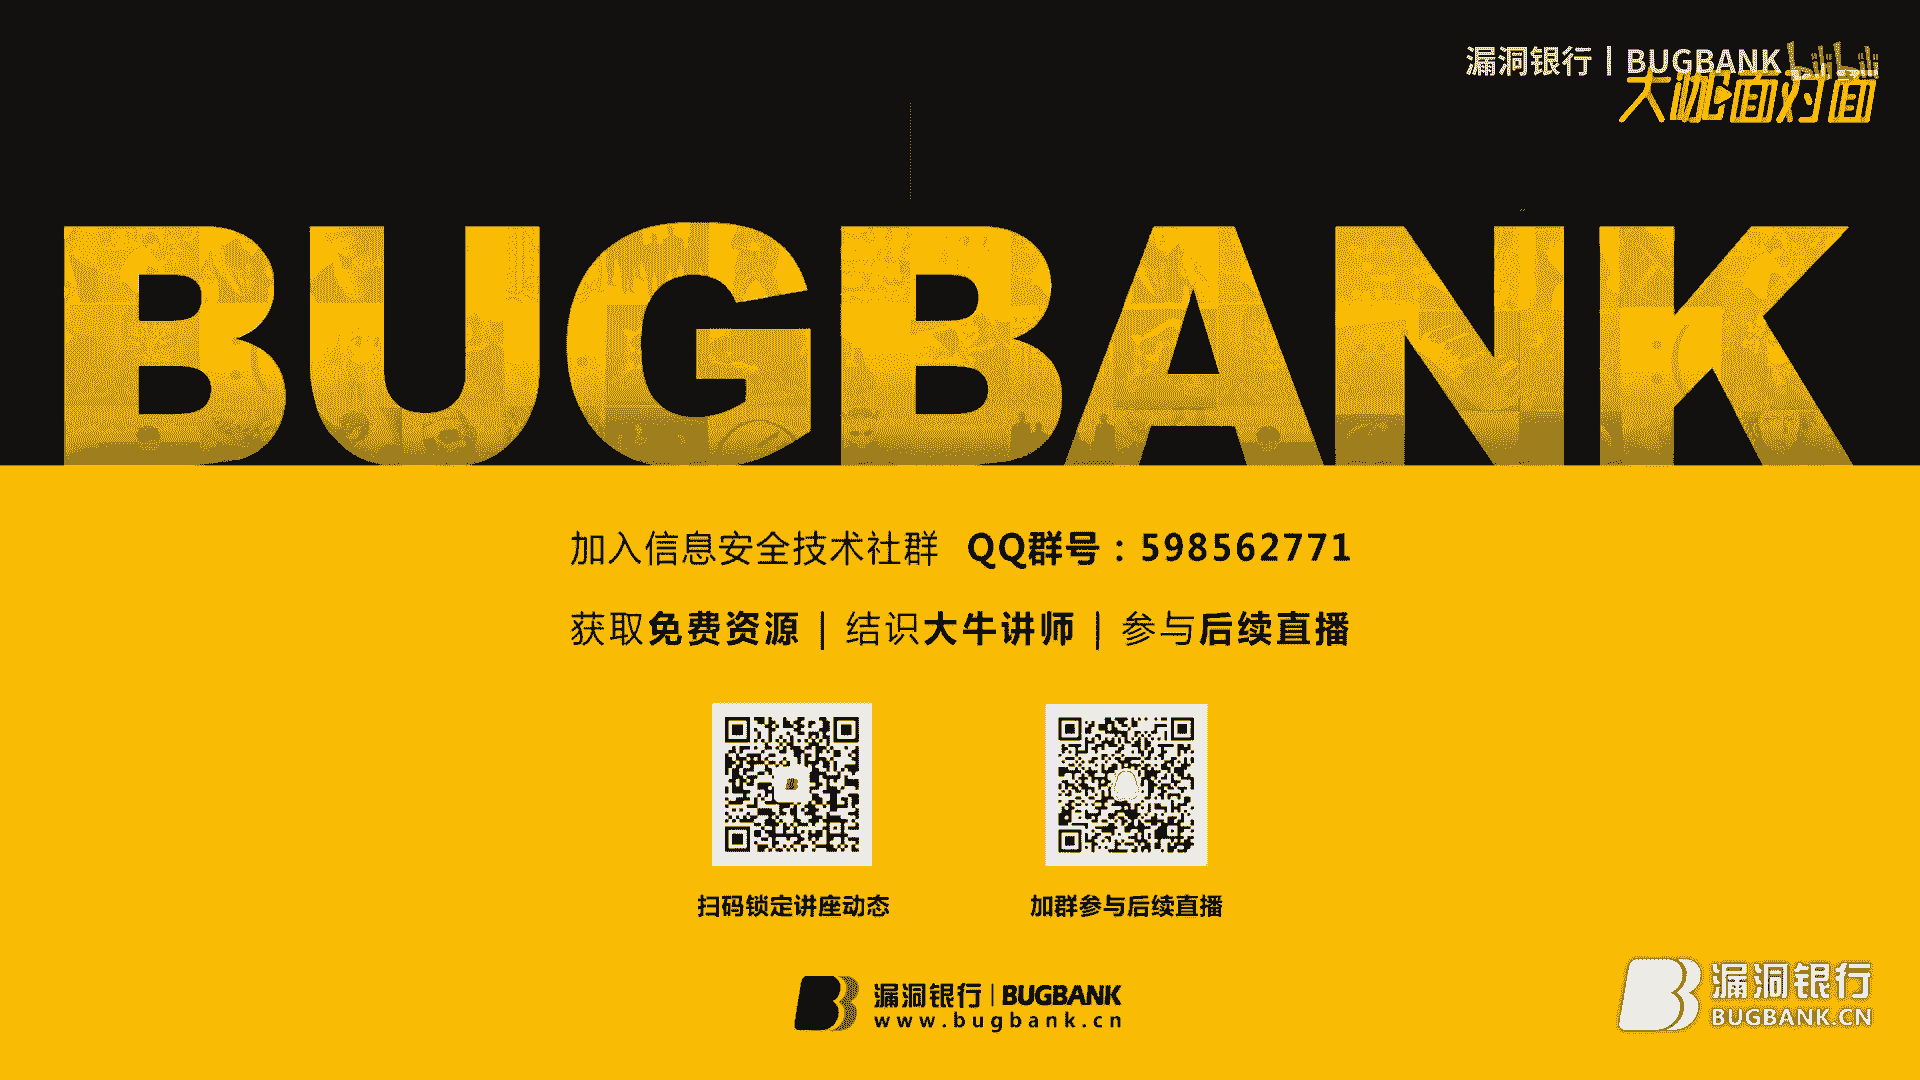 漏洞银行 | BUGBANK bilibili
大咖面对面
BUGBANK
加入信息安全技术社群 QQ群号：598562771
获取免费资源 | 结识大牛讲师 | 参与后续直播
扫码锁定讲座动态
加群参与后续直播
漏洞银行 | BUGBANK
www.bugbank.cn
漏洞银行
BUGBANK.CN